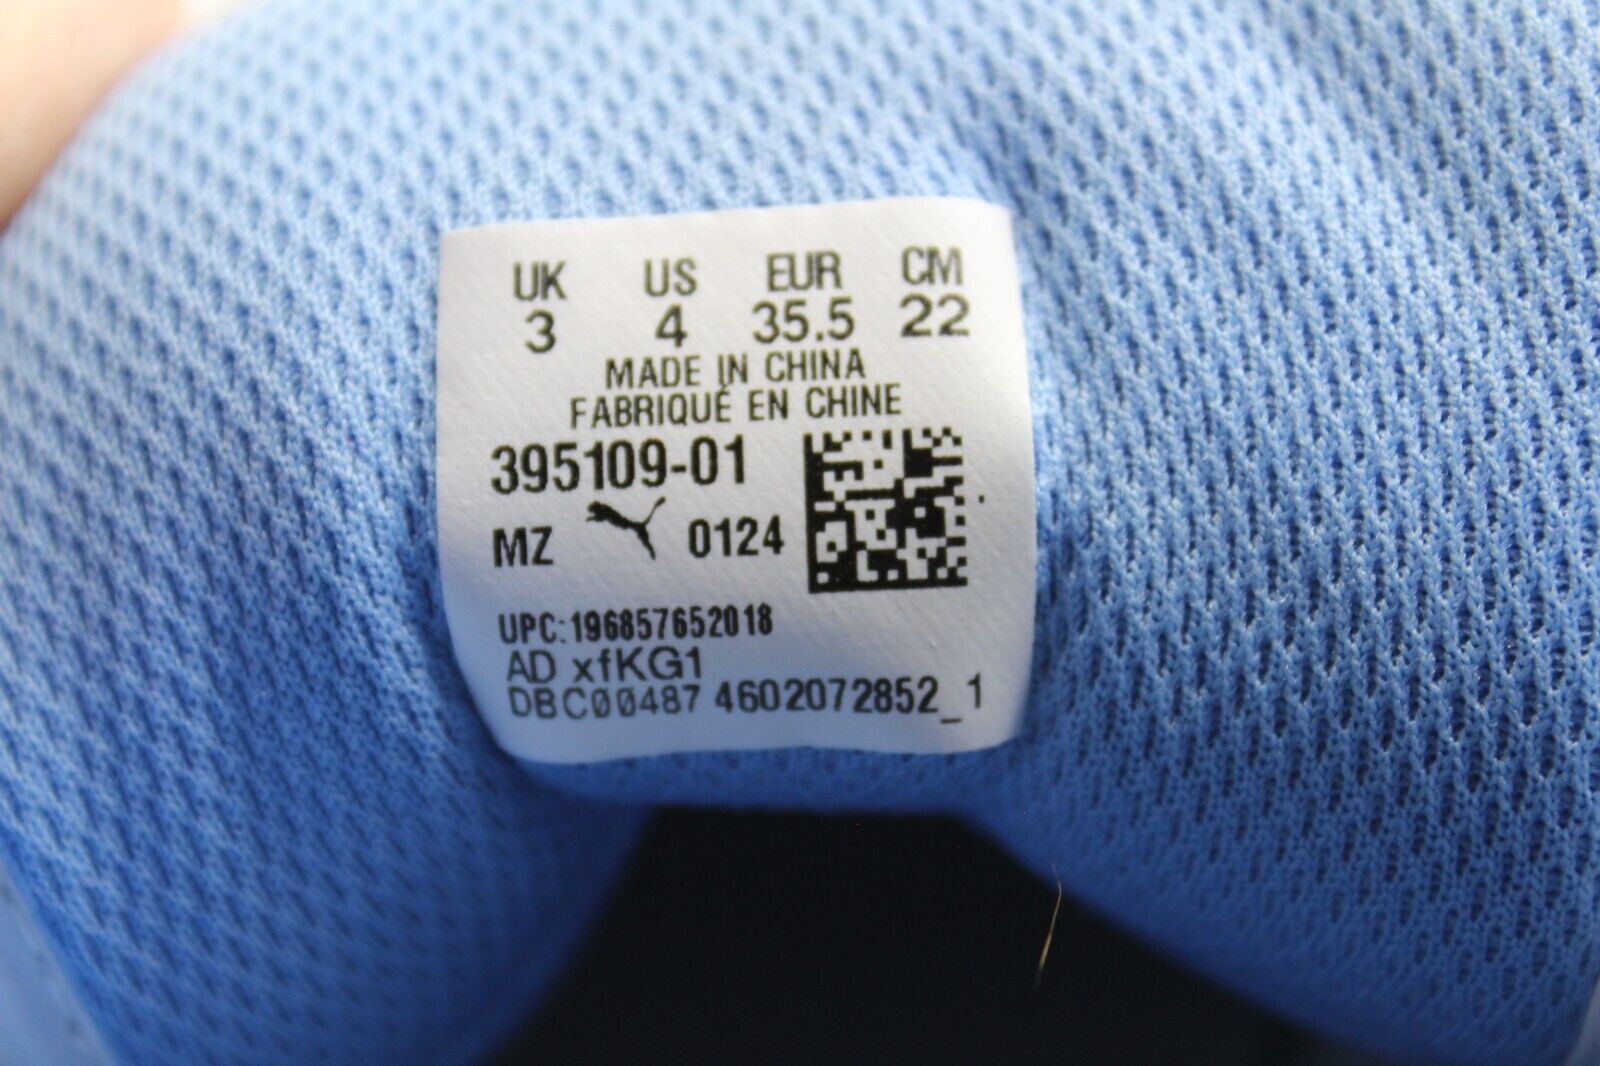 UK US EUR CM
3 4 35.5 22
MADE IN CHINA
FABRIQUÉ EN CHINE
395109-01
MZ 0124
UPC:196857652018
AD xfKG1
DBC00487 4602072852_1